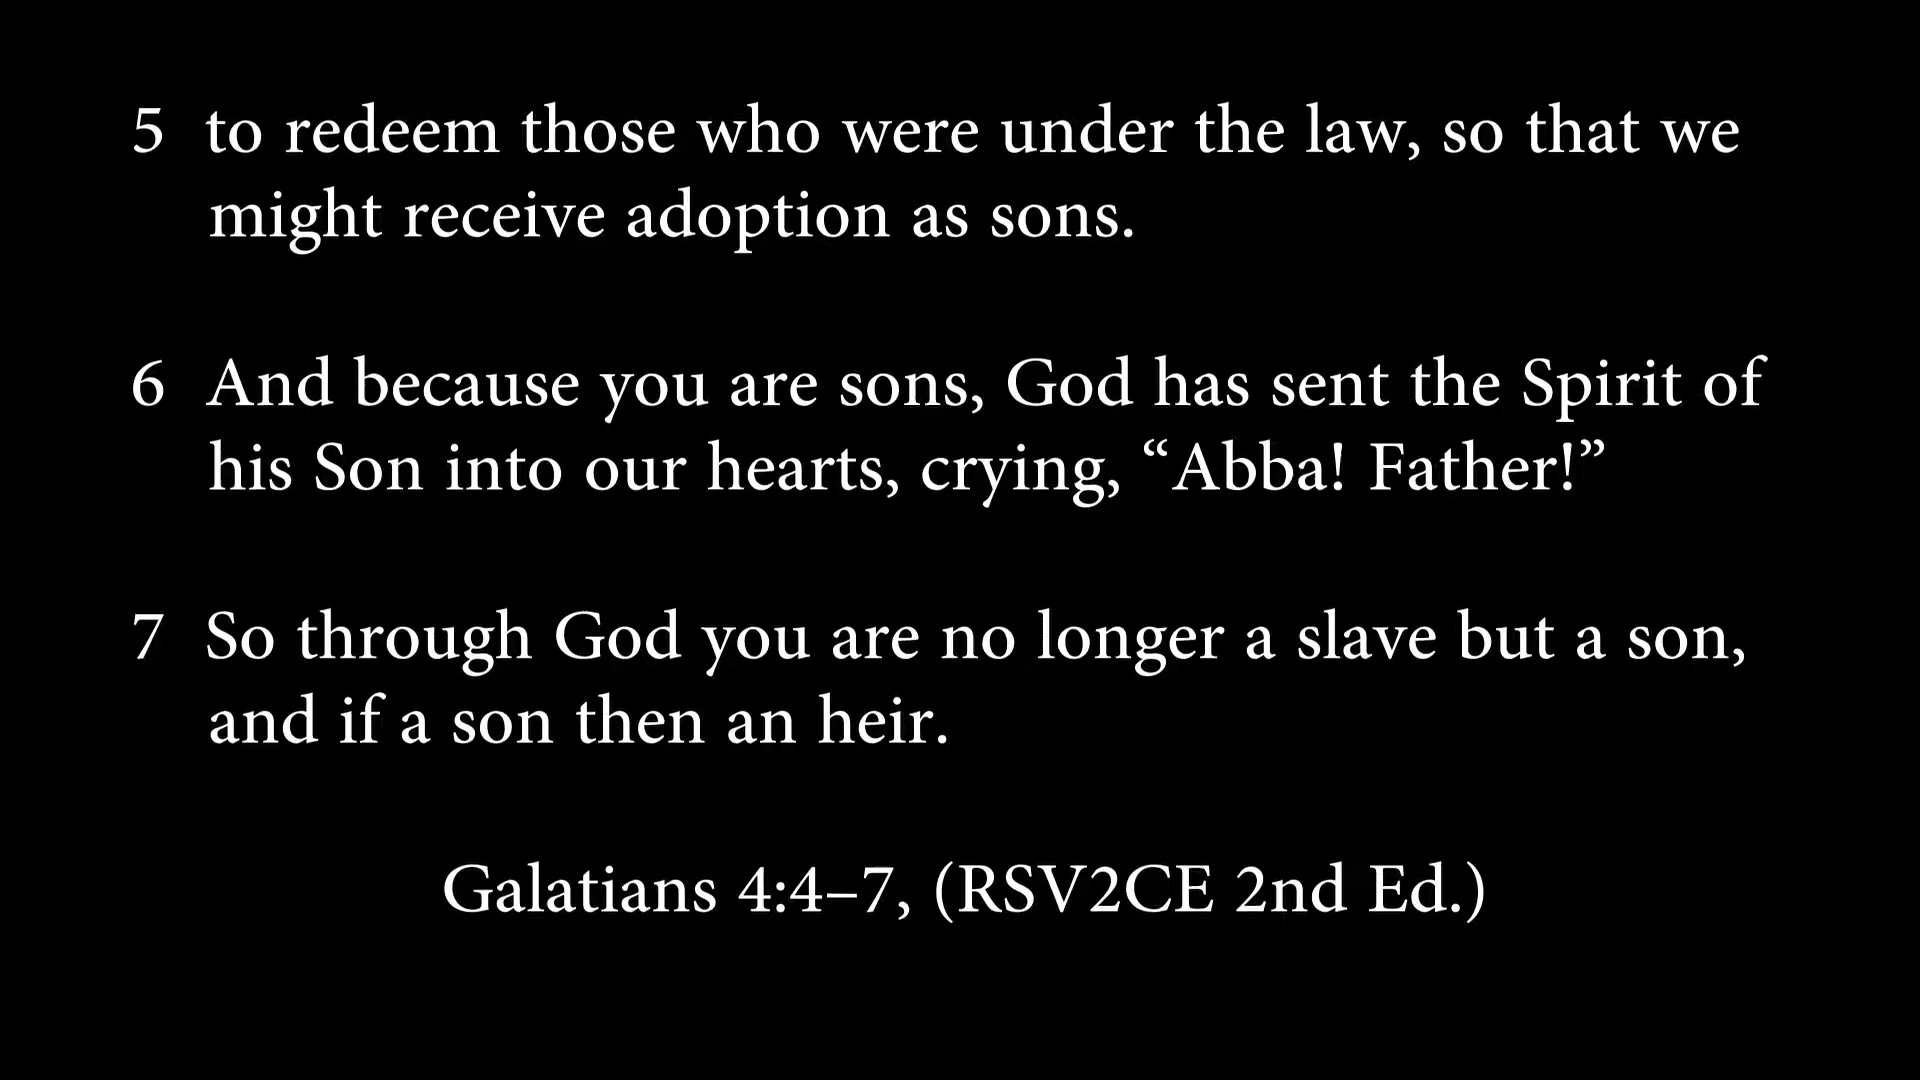 5 to redeem those who were under the law, so that we
might receive adoption as sons.
6 And because you are sons, God has sent the Spirit of
his Son into our hearts, crying, “Abba! Father!”
7 So through God you are no longer a slave but a son,
and if a son then an heir.
Galatians 4:4–7, (RSV2CE 2nd Ed.)